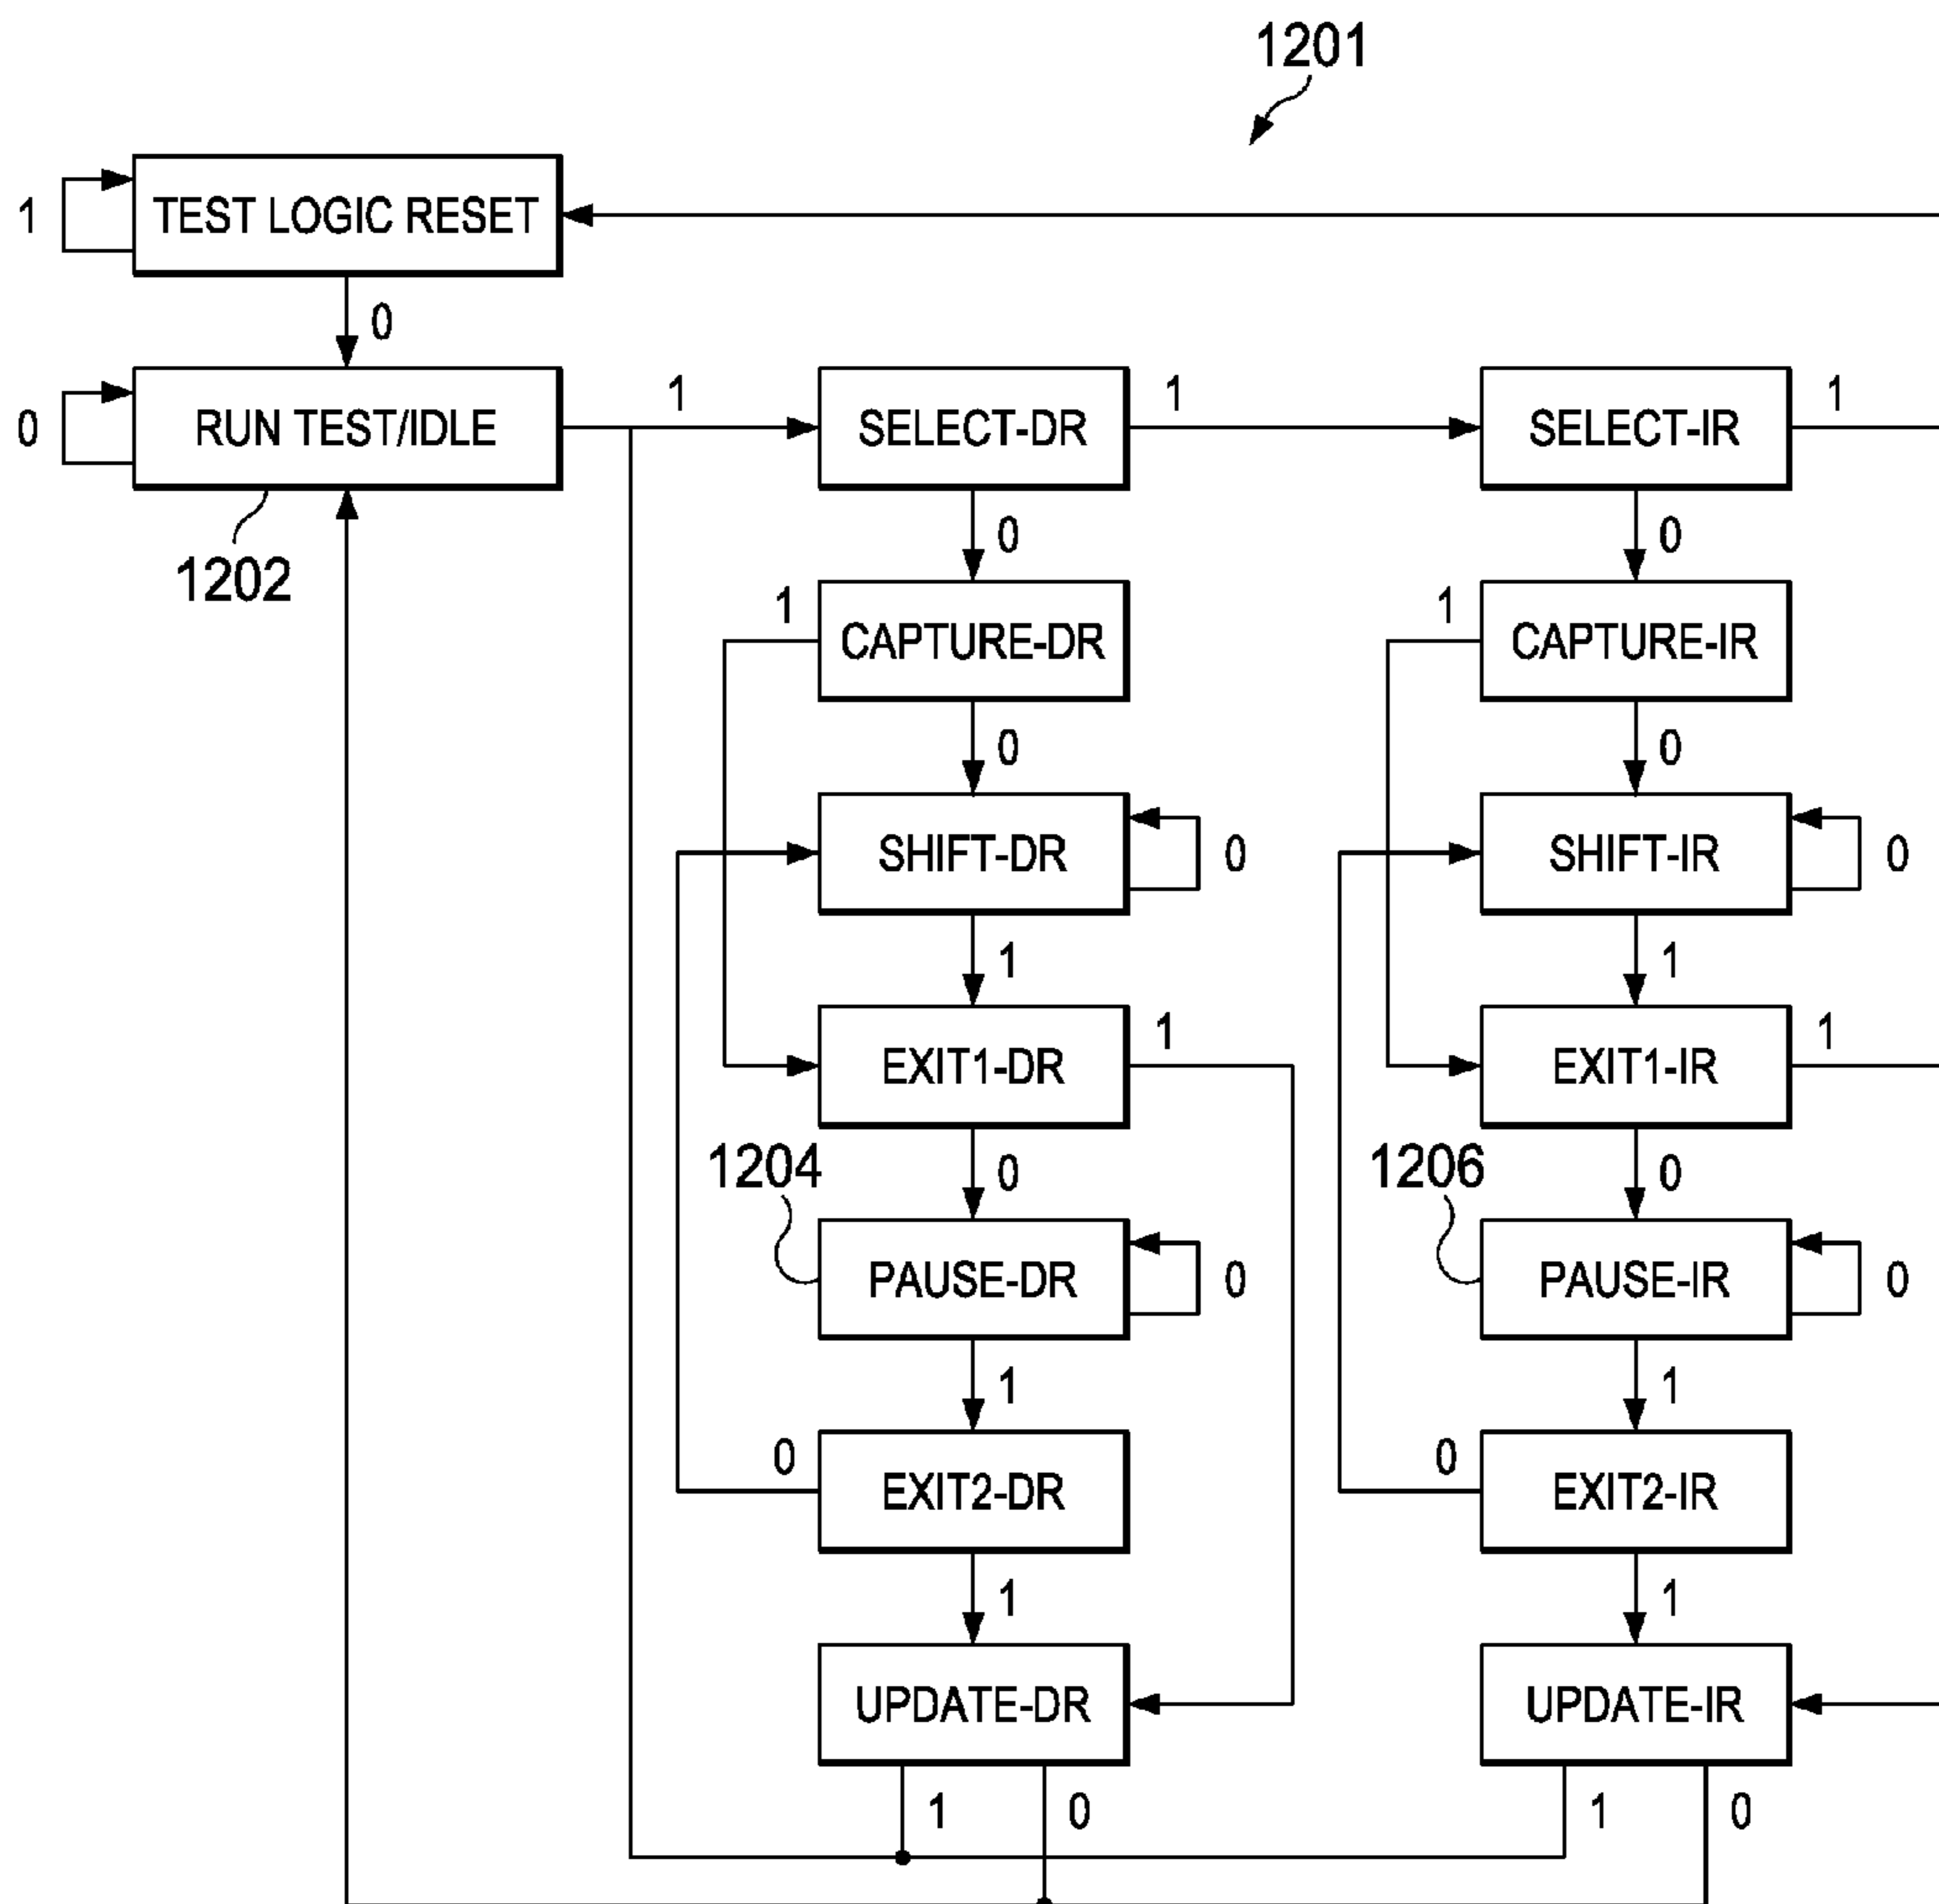 1201
TEST LOGIC RESET
1
0
RUN TEST/IDLE
0
1202
1
SELECT-DR
1
SELECT-IR
1
0
0
1
CAPTURE-DR
1
CAPTURE-IR
0
0
SHIFT-DR
0
SHIFT-IR
0
1
1
EXIT1-DR
1
EXIT1-IR
1
1204
0
1206
0
PAUSE-DR
0
PAUSE-IR
0
1
1
0
EXIT2-DR
0
EXIT2-IR
1
1
UPDATE-DR
UPDATE-IR
1
0
1
0